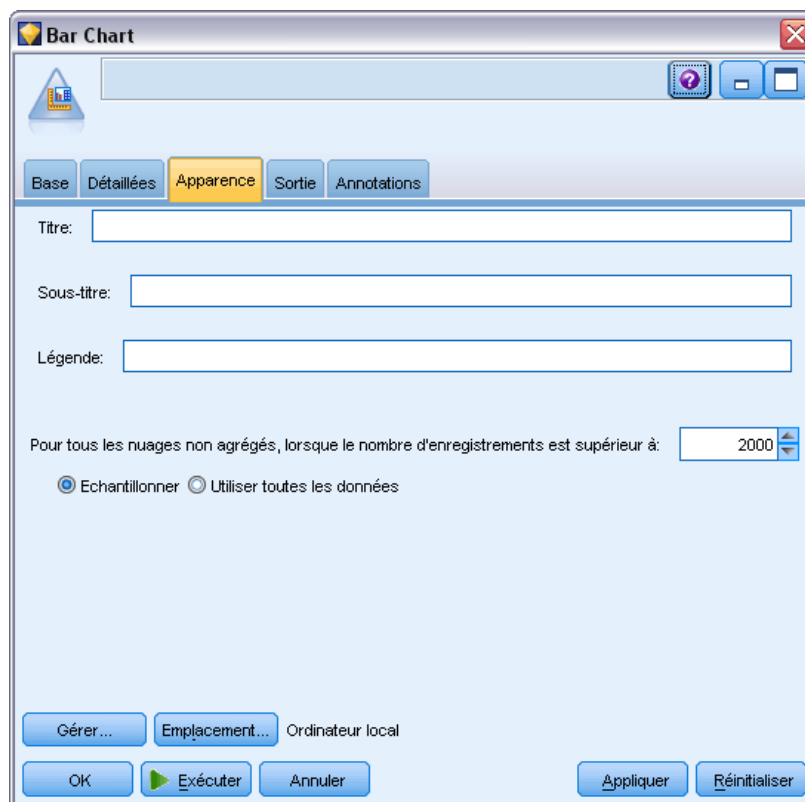 Bar Chart
Base Détaillées Apparence Sortie Annotations
Titre:
Sous-titre:
Légende:
Pour tous les nuages non agrégés, lorsque le nombre d'enregistrements est supérieur à: 2000
Echantillonner Utiliser toutes les données
Gérer... Emplacement... Ordinateur local
OK Exécuter Annuler Appliquer Réinitialiser